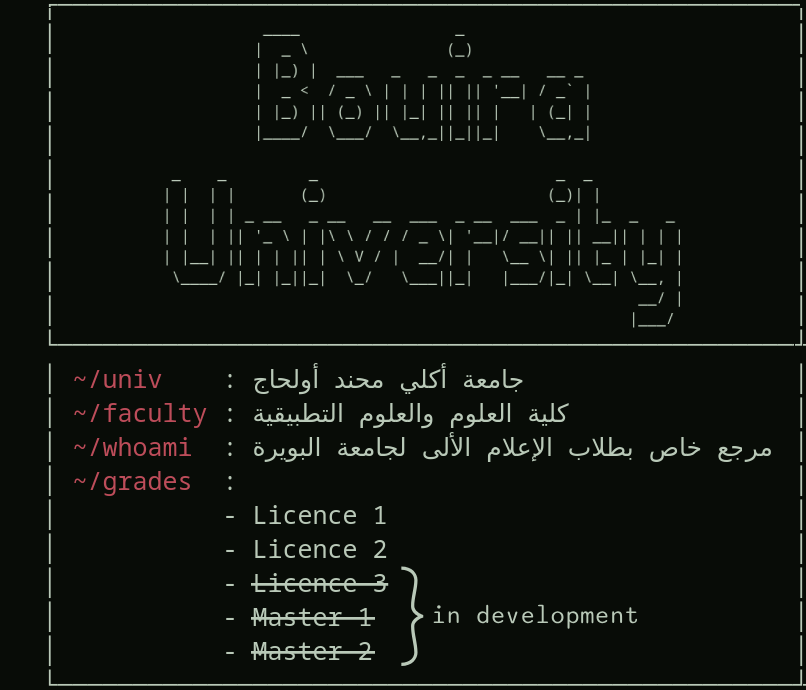 Bouira
University
~/univ : جامعة أكلي محند أولحاج
~/faculty : كلية العلوم والعلوم التطبيقية
~/whoami : مرجع خاص بطلاب الإعلام الألى لجامعة البويرة
~/grades :
- Licence 1
- Licence 2
- Licence 3
- Master 1
- Master 2
in development